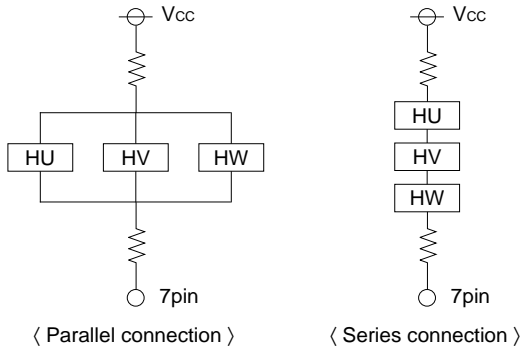 VCC VCC
HU
HU HV HW HV
HW
7pin 7pin
〈 Parallel connection 〉 〈 Series connection 〉